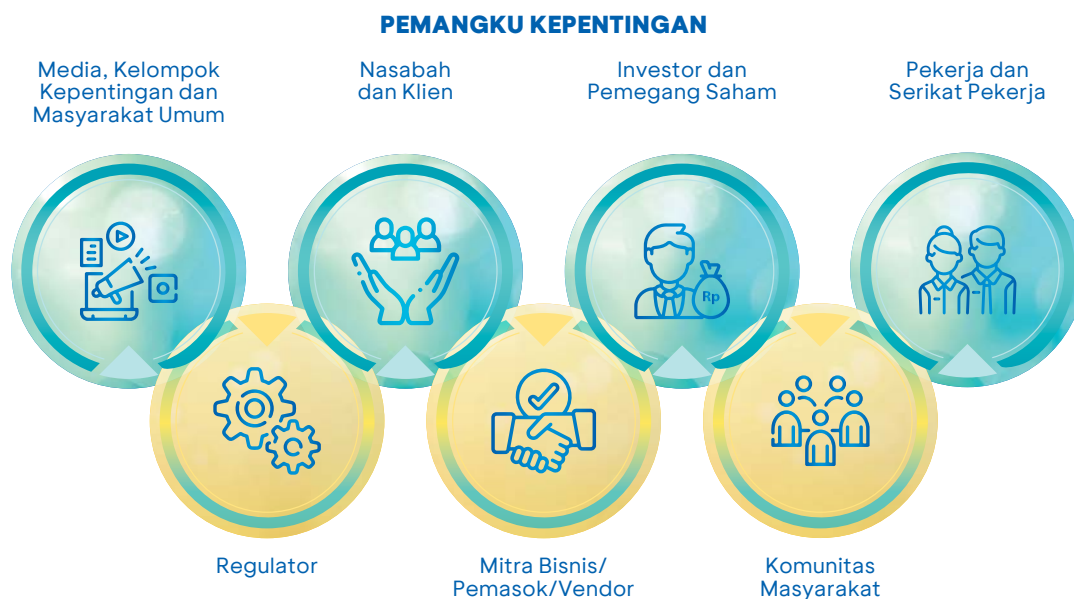 PEMANGKU KEPENTINGAN
Media, Kelompok
Kepentingan dan
Masyarakat Umum
Nasabah
dan Klien
Investor dan
Pemegang Saham
Pekerja dan
Serikat Pekerja
Rp
Regulator
Mitra Bisnis/
Pemasok/Vendor
Komunitas
Masyarakat